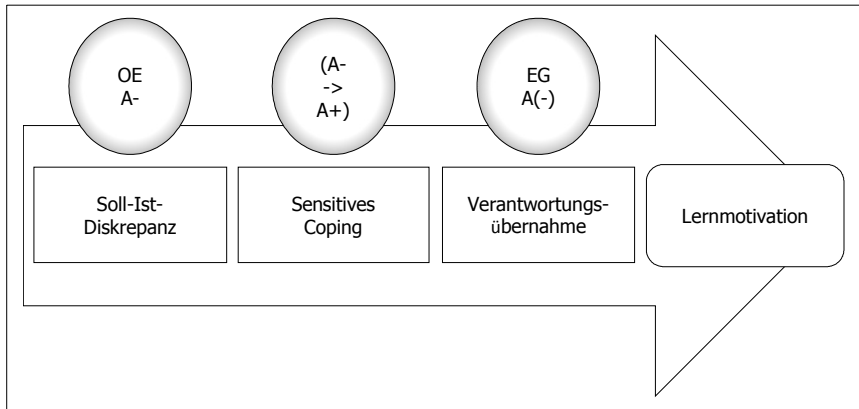 OE
A-
(A-
->
A+)
EG
A(-)
Soll-Ist-
Diskrepanz
Sensitives
Coping
Verantwortungs-
übernahme
Lernmotivation